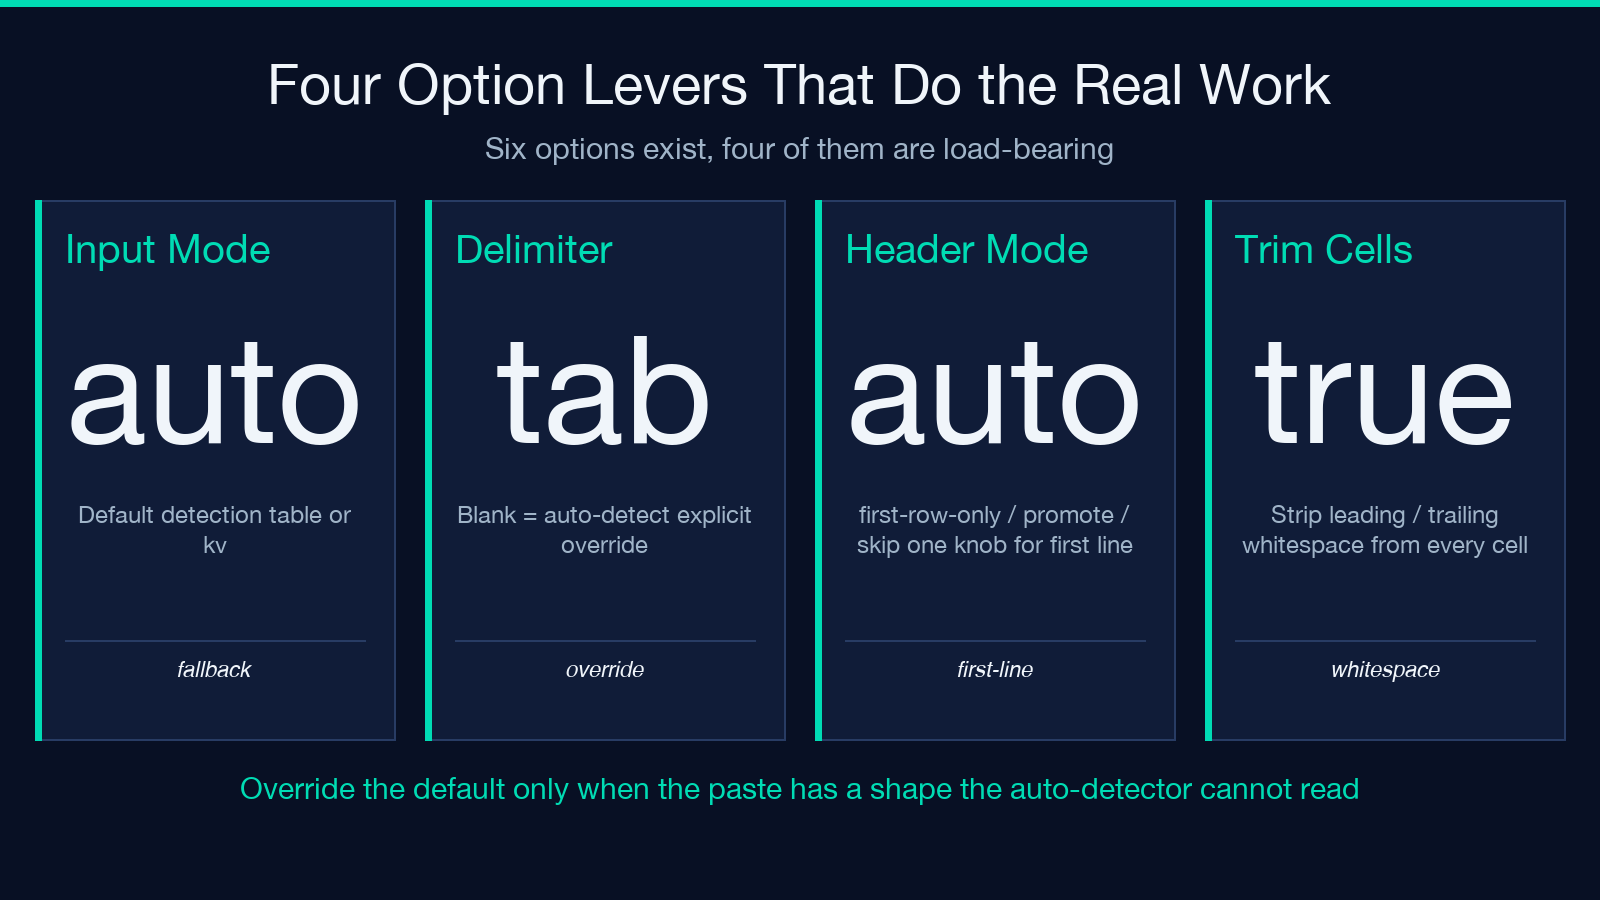 Four Option Levers That Do the Real Work
Six options exist, four of them are load-bearing
Input Mode
auto
Default detection table or
kv
fallback
Delimiter
tab
Blank = auto-detect explicit
override
override
Header Mode
auto
first-row-only / promote /
skip one knob for first line
first-line
Trim Cells
true
Strip leading / trailing
whitespace from every cell
whitespace
Override the default only when the paste has a shape the auto-detector cannot read